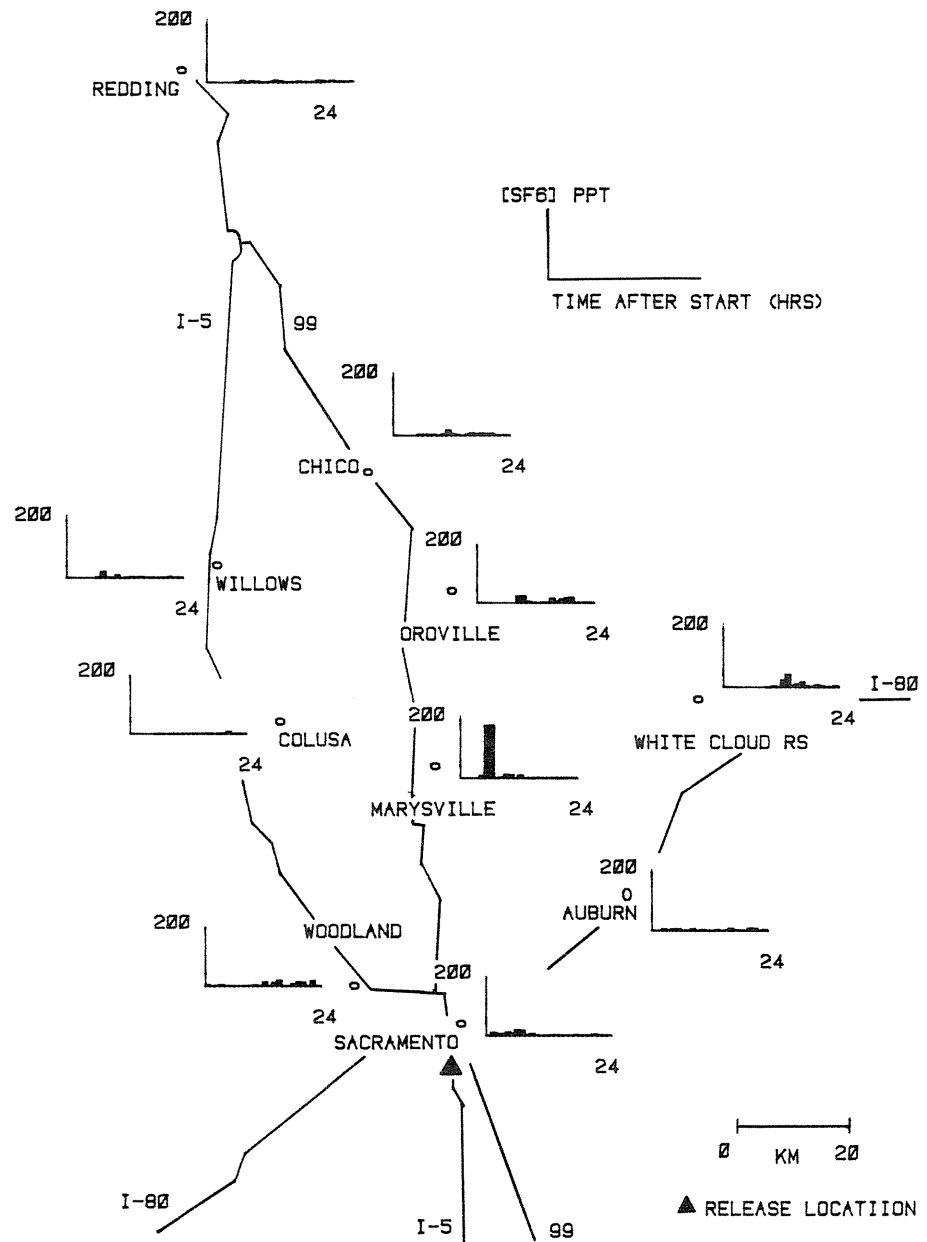 200
REDDING
24
[SF6] PPT
TIME AFTER START (HRS)
I-5
99
200
CHICO
24
200
WILLOWS
24
200
OROVILLE
24
200
I-80
24
WHITE CLOUD RS
200
COLUSA
24
200
MARYSVILLE
24
200
AUBURN
24
200
WOODLAND
24
200
SACRAMENTO
24
0 KM 20
I-80
I-5
99
RELEASE LOCATIION